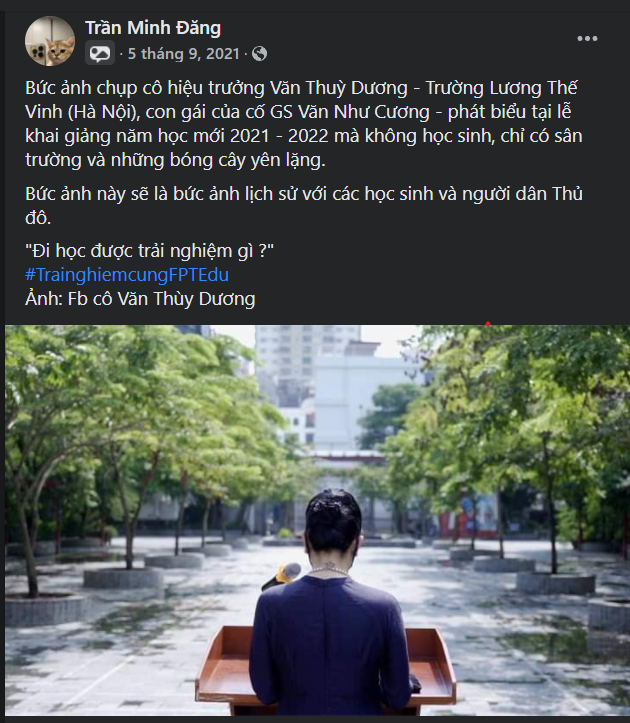 Trần Minh Đăng
· 5 tháng 9, 2021 ·
Bức ảnh chụp cô hiệu trưởng Văn Thuỳ Dương - Trường Lương Thế
Vinh (Hà Nội), con gái của cố GS Văn Như Cương - phát biểu tại lễ
khai giảng năm học mới 2021 - 2022 mà không học sinh, chỉ có sân
trường và những bóng cây yên lặng.
Bức ảnh này sẽ là bức ảnh lịch sử với các học sinh và người dân Thủ
đô.
"Đi học được trải nghiệm gì ?"
#TrainghiemcungFPTEdu
Ảnh: Fb cô Văn Thùy Dương